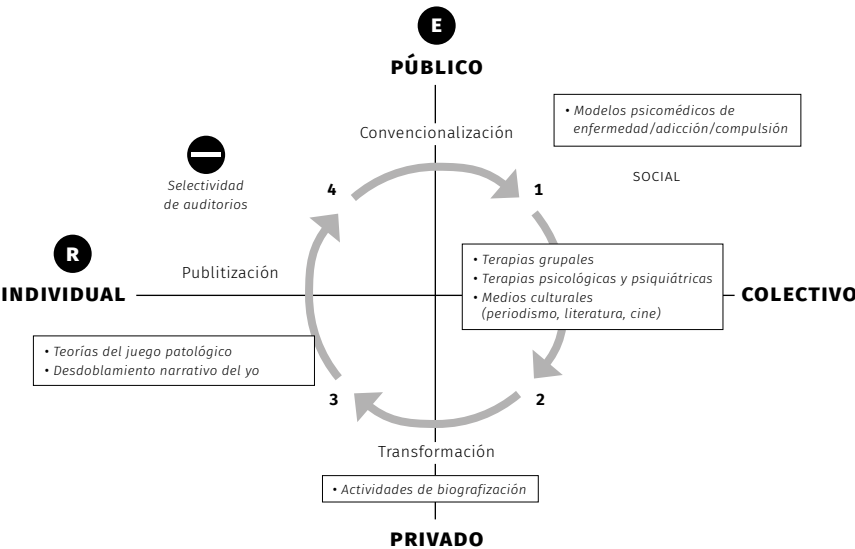 E
PÚBLICO
• Modelos psicomédicos de
enfermedad/adicción/compulsión
Convencionalización
Selectividad
de auditorios
4
1
SOCIAL
R
INDIVIDUAL
Publitización
• Terapias grupales
• Terapias psicológicas y psiquiátricas
• Medios culturales
(periodismo, literatura, cine)
COLECTIVO
• Teorías del juego patológico
• Desdoblamiento narrativo del yo
3
2
Transformación
• Actividades de biografización
PRIVADO